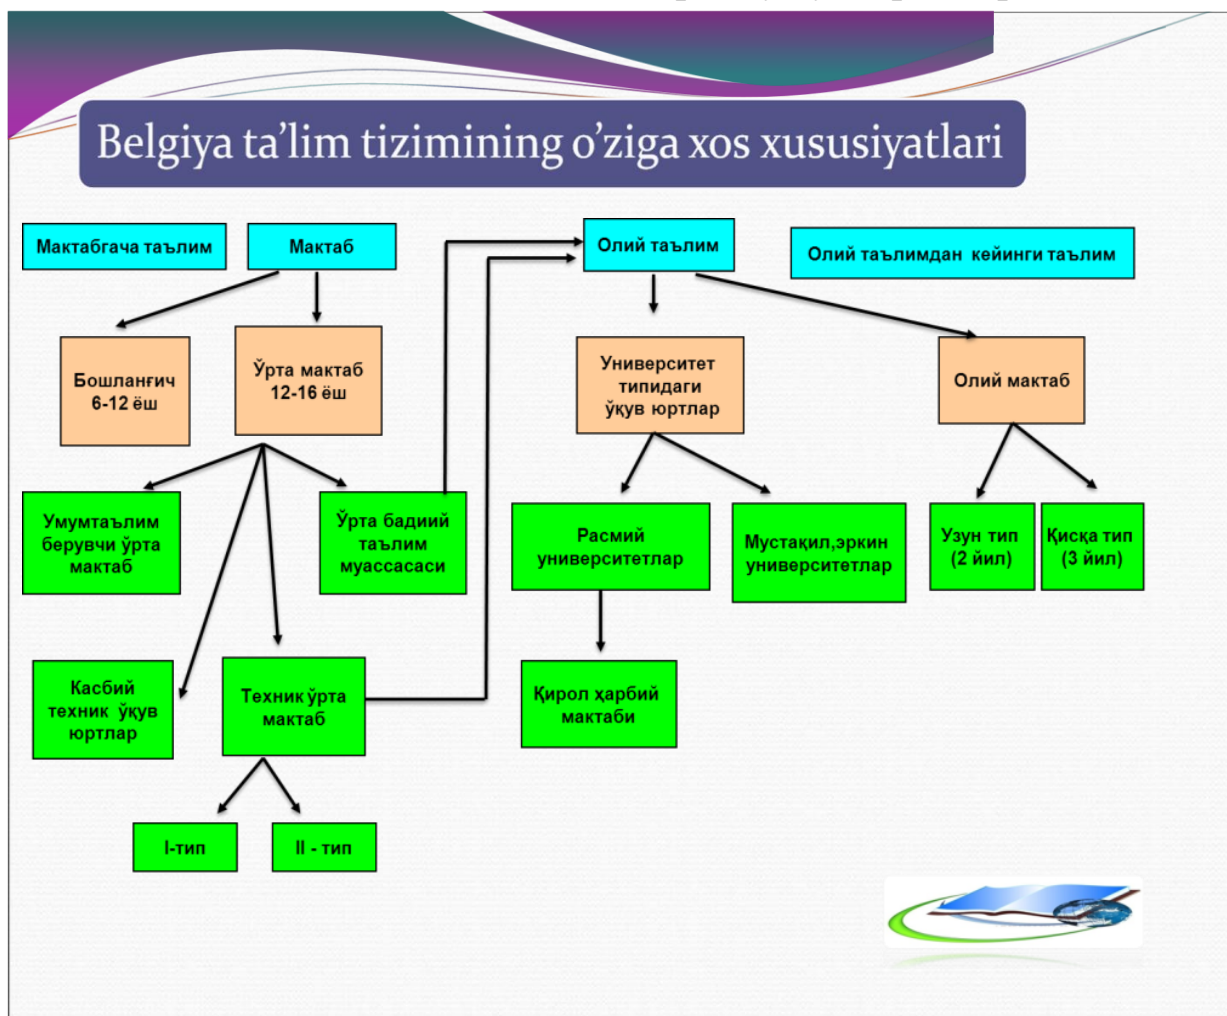 Belgiya ta’lim tizimining o’ziga xos xususiyatlari
Мактабгача таълим
Мактаб
Олий таълим
Олий таълимдан кейинги таълим
Бошланғич
6-12 ёш
Ўрта мактаб
12-16 ёш
Университет
типидаги
ўқув юртлар
Олий мактаб
Умумтаълим
берувчи ўрта
мактаб
Ўрта бадиий
таълим
муассасаси
Расмий
университетлар
Мустақил,эркин
университетлар
Узун тип
(2 йил)
Қисқа тип
(3 йил)
Касбий
техник ўқув
юртлар
Техник ўрта
мактаб
Қирол ҳарбий
мактаби
I-тип
II - тип